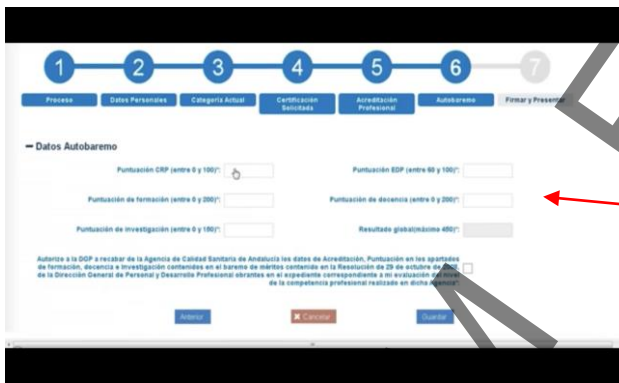 1 2 3 4 5 6 7
Proceso Datos Personales Categoría Actual Certificación Solicitada Acreditación Profesional Autobaremo Firmar y Presentar
Datos Autobaremo
Puntuación CRP (entre 0 y 100)*: Puntuación EDP (entre 60 y 100)*:
Puntuación de formación (entre 0 y 200)*: Puntuación de docencia (entre 0 y 200)*:
Puntuación de investigación (entre 0 y 150)*: Resultado global(máximo 450)*:
Autorizo a la DGP a recabar de la Agencia de Calidad Sanitaria de Andalucía los datos de Acreditación, Puntuación en los apartados
de formación, docencia e investigación contenidos en el baremo de méritos contenido en la Resolución de 29 de octubre de
de la Dirección General de Personal y Desarrollo Profesional obrantes en el expediente correspondiente a mi evaluación del nivel
de la competencia profesional realizado en dicha Agencia*:
Anterior Cancelar Guardar